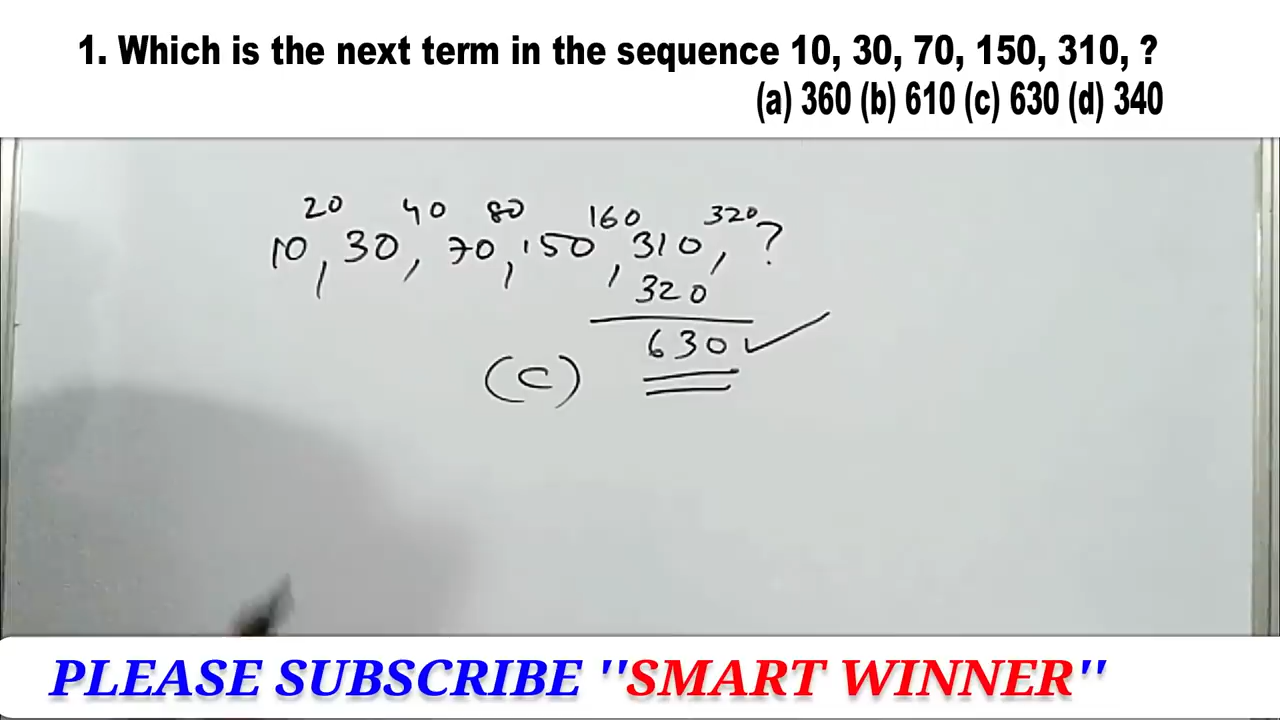 1. Which is the next term in the sequence 10, 30, 70, 150, 310, ?
(a) 360 (b) 610 (c) 630 (d) 340
20 40 80 160 320
10, 30, 70, 150, 310, ?
320
630 ✓
(C)
PLEASE SUBSCRIBE ''SMART WINNER''